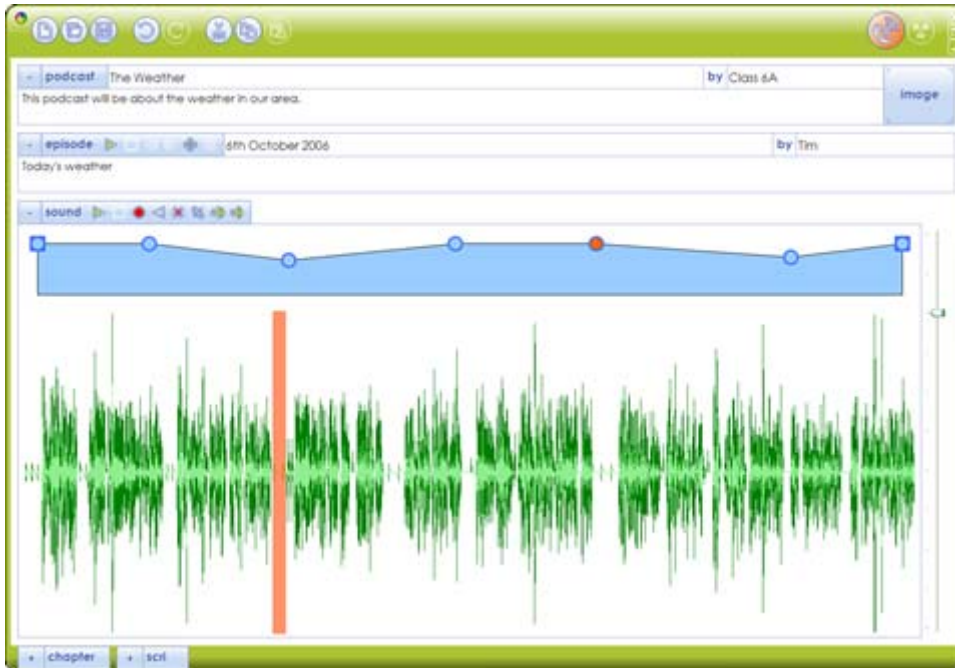 - podcast The Weather by Class 6A
This podcast will be about the weather in our area.
image
- episode 6th October 2006 by Tim
Today's weather
- sound
+ chapter + scri